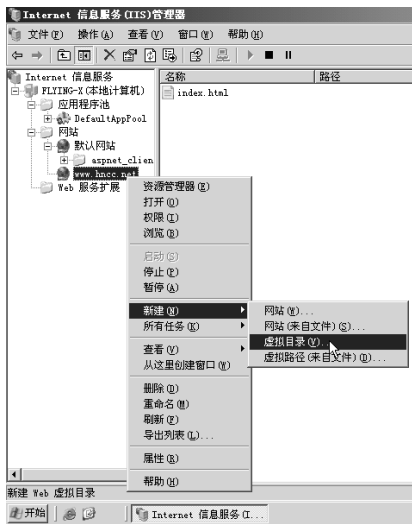 Internet 信息服务(IIS)管理器
文件(F) 操作(A) 查看(V) 窗口(W) 帮助(H)
Internet 信息服务
FLYING-X(本地计算机)
应用程序池
DefaultAppPool
网站
默认网站
aspnet_clien
www.hncc.net
Web 服务扩展
名称 路径
index.html
资源管理器(E)
打开(O)
权限(I)
浏览(B)
启动(S)
停止(P)
暂停(A)
新建(N)
所有任务(K)
查看(V)
从这里创建窗口(W)
删除(D)
重命名(M)
刷新(F)
导出列表(L)...
属性(R)
帮助(H)
网站(W)...
网站(来自文件)(S)...
虚拟目录(V)...
虚拟路径(来自文件)(D)...
新建 Web 虚拟目录
开始
Internet 信息服务(I...